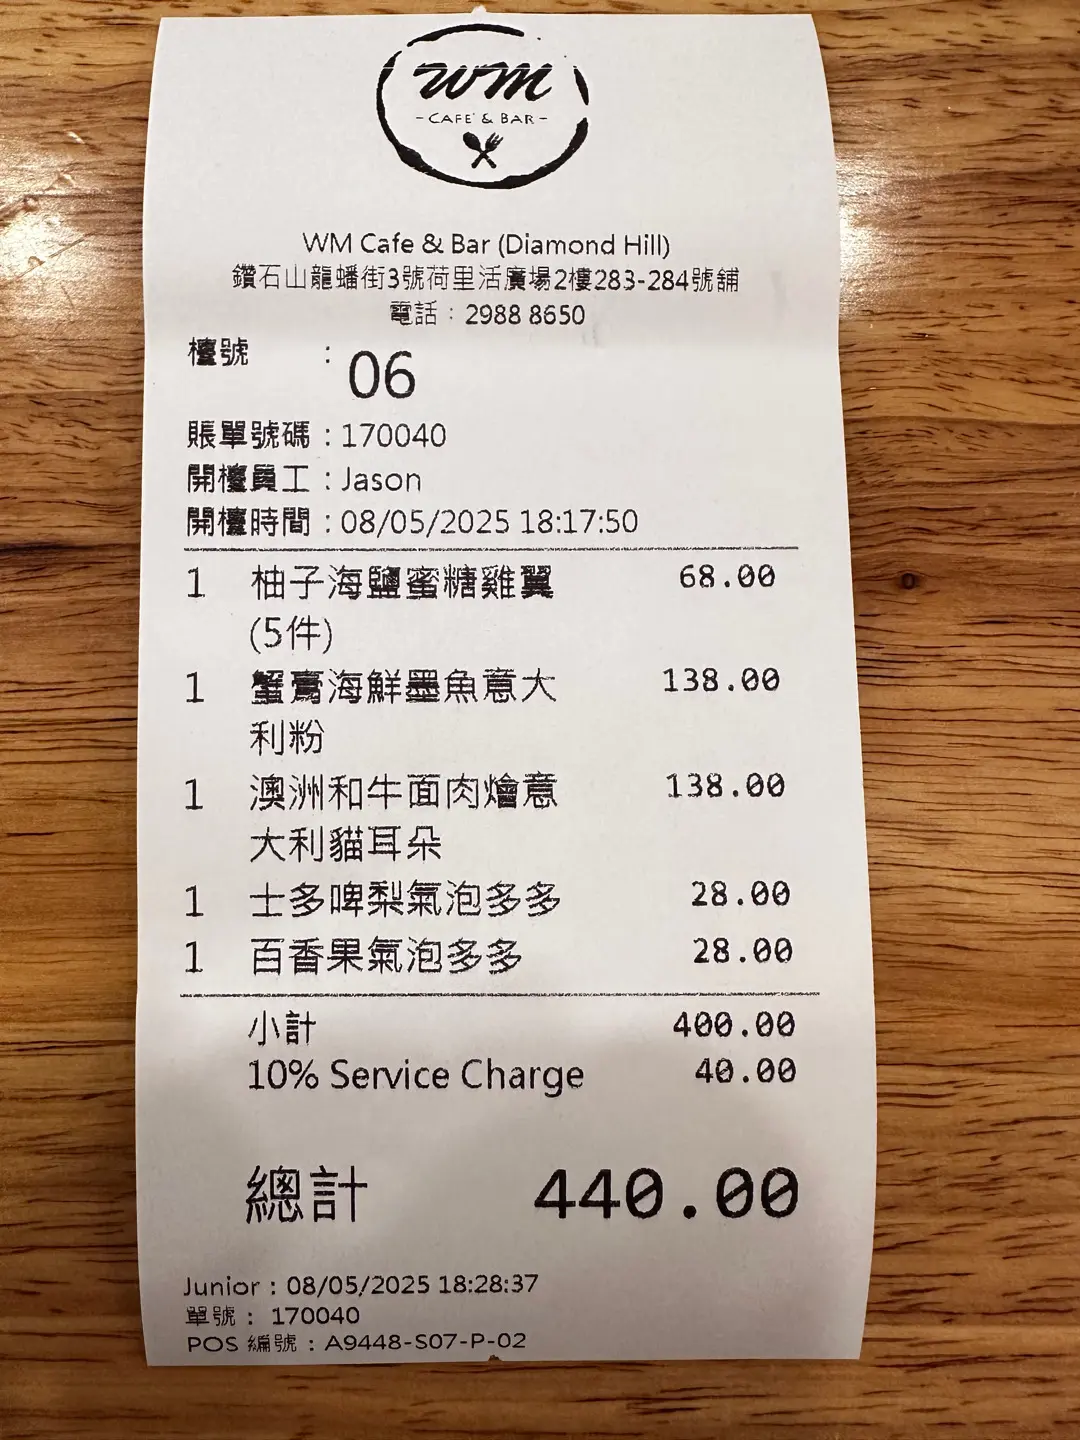 wm
- CAFE' & BAR -
WM Cafe & Bar (Diamond Hill)
鑽石山龍蟠街3號荷里活廣場2樓283-284號舖
電話：2988 8650
檯號 : 06
賬單號碼 : 170040
開檯員工 : Jason
開檯時間 : 08/05/2025 18:17:50
1 柚子海鹽蜜糖雞翼 68.00
(5件)
1 蟹膏海鮮墨魚意大 138.00
利粉
1 澳洲和牛面肉燴意 138.00
大利貓耳朵
1 士多啤梨氣泡多多 28.00
1 百香果氣泡多多 28.00
小計 400.00
10% Service Charge 40.00
總計 440.00
Junior : 08/05/2025 18:28:37
單號 : 170040
POS 編號 : A9448-S07-P-02